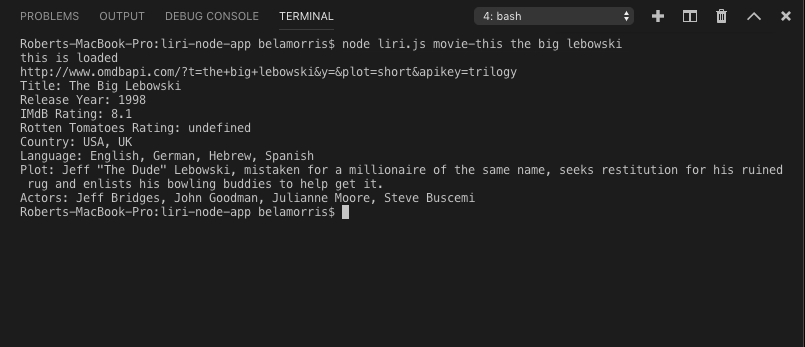 PROBLEMS OUTPUT DEBUG CONSOLE TERMINAL 4: bash
Roberts-MacBook-Pro:liri-node-app belamorris$ node liri.js movie-this the big lebowski
this is loaded
http://www.omdbapi.com/?t=the+big+lebowski&y=&plot=short&apikey=trilogy
Title: The Big Lebowski
Release Year: 1998
IMdB Rating: 8.1
Rotten Tomatoes Rating: undefined
Country: USA, UK
Language: English, German, Hebrew, Spanish
Plot: Jeff "The Dude" Lebowski, mistaken for a millionaire of the same name, seeks restitution for his ruined
rug and enlists his bowling buddies to help get it.
Actors: Jeff Bridges, John Goodman, Julianne Moore, Steve Buscemi
Roberts-MacBook-Pro:liri-node-app belamorris$